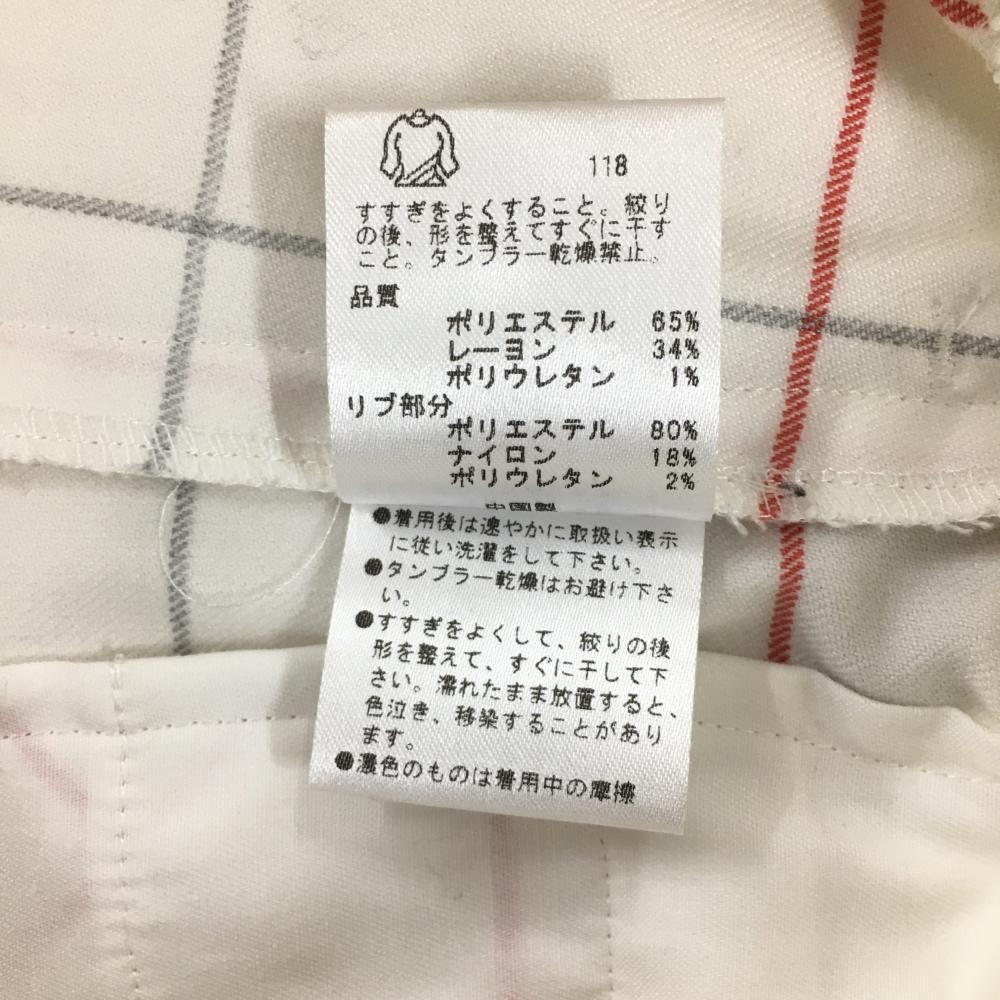 118
すすぎをよくすること。絞り
の後、形を整えてすぐに干す
こと。タンブラー乾燥禁止。
品質
ポリエステル 65%
レーヨン 34%
ポリウレタン 1%
リブ部分
ポリエステル 80%
ナイロン 18%
ポリウレタン 2%
中国製
●着用後は速やかに取扱い表示
に従い洗濯をして下さい。
●タンブラー乾燥はお避け下さ
い。
●すすぎをよくして、絞りの後
形を整えて、すぐに干して下
さい。濡れたまま放置すると、
色泣き、移染することがあり
ます。
●濃色のものは着用中の摩擦